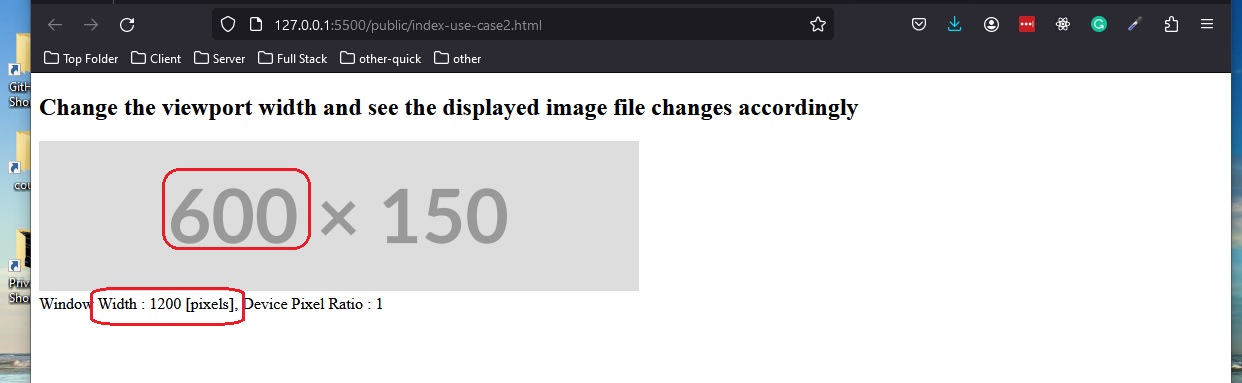 127.0.0.1:5500/public/index-use-case2.html
Top Folder Client Server Full Stack other-quick other
Change the viewport width and see the displayed image file changes accordingly
600 × 150
Window Width : 1200 [pixels], Device Pixel Ratio : 1
GitH
Sho
cou
Priv
Sho